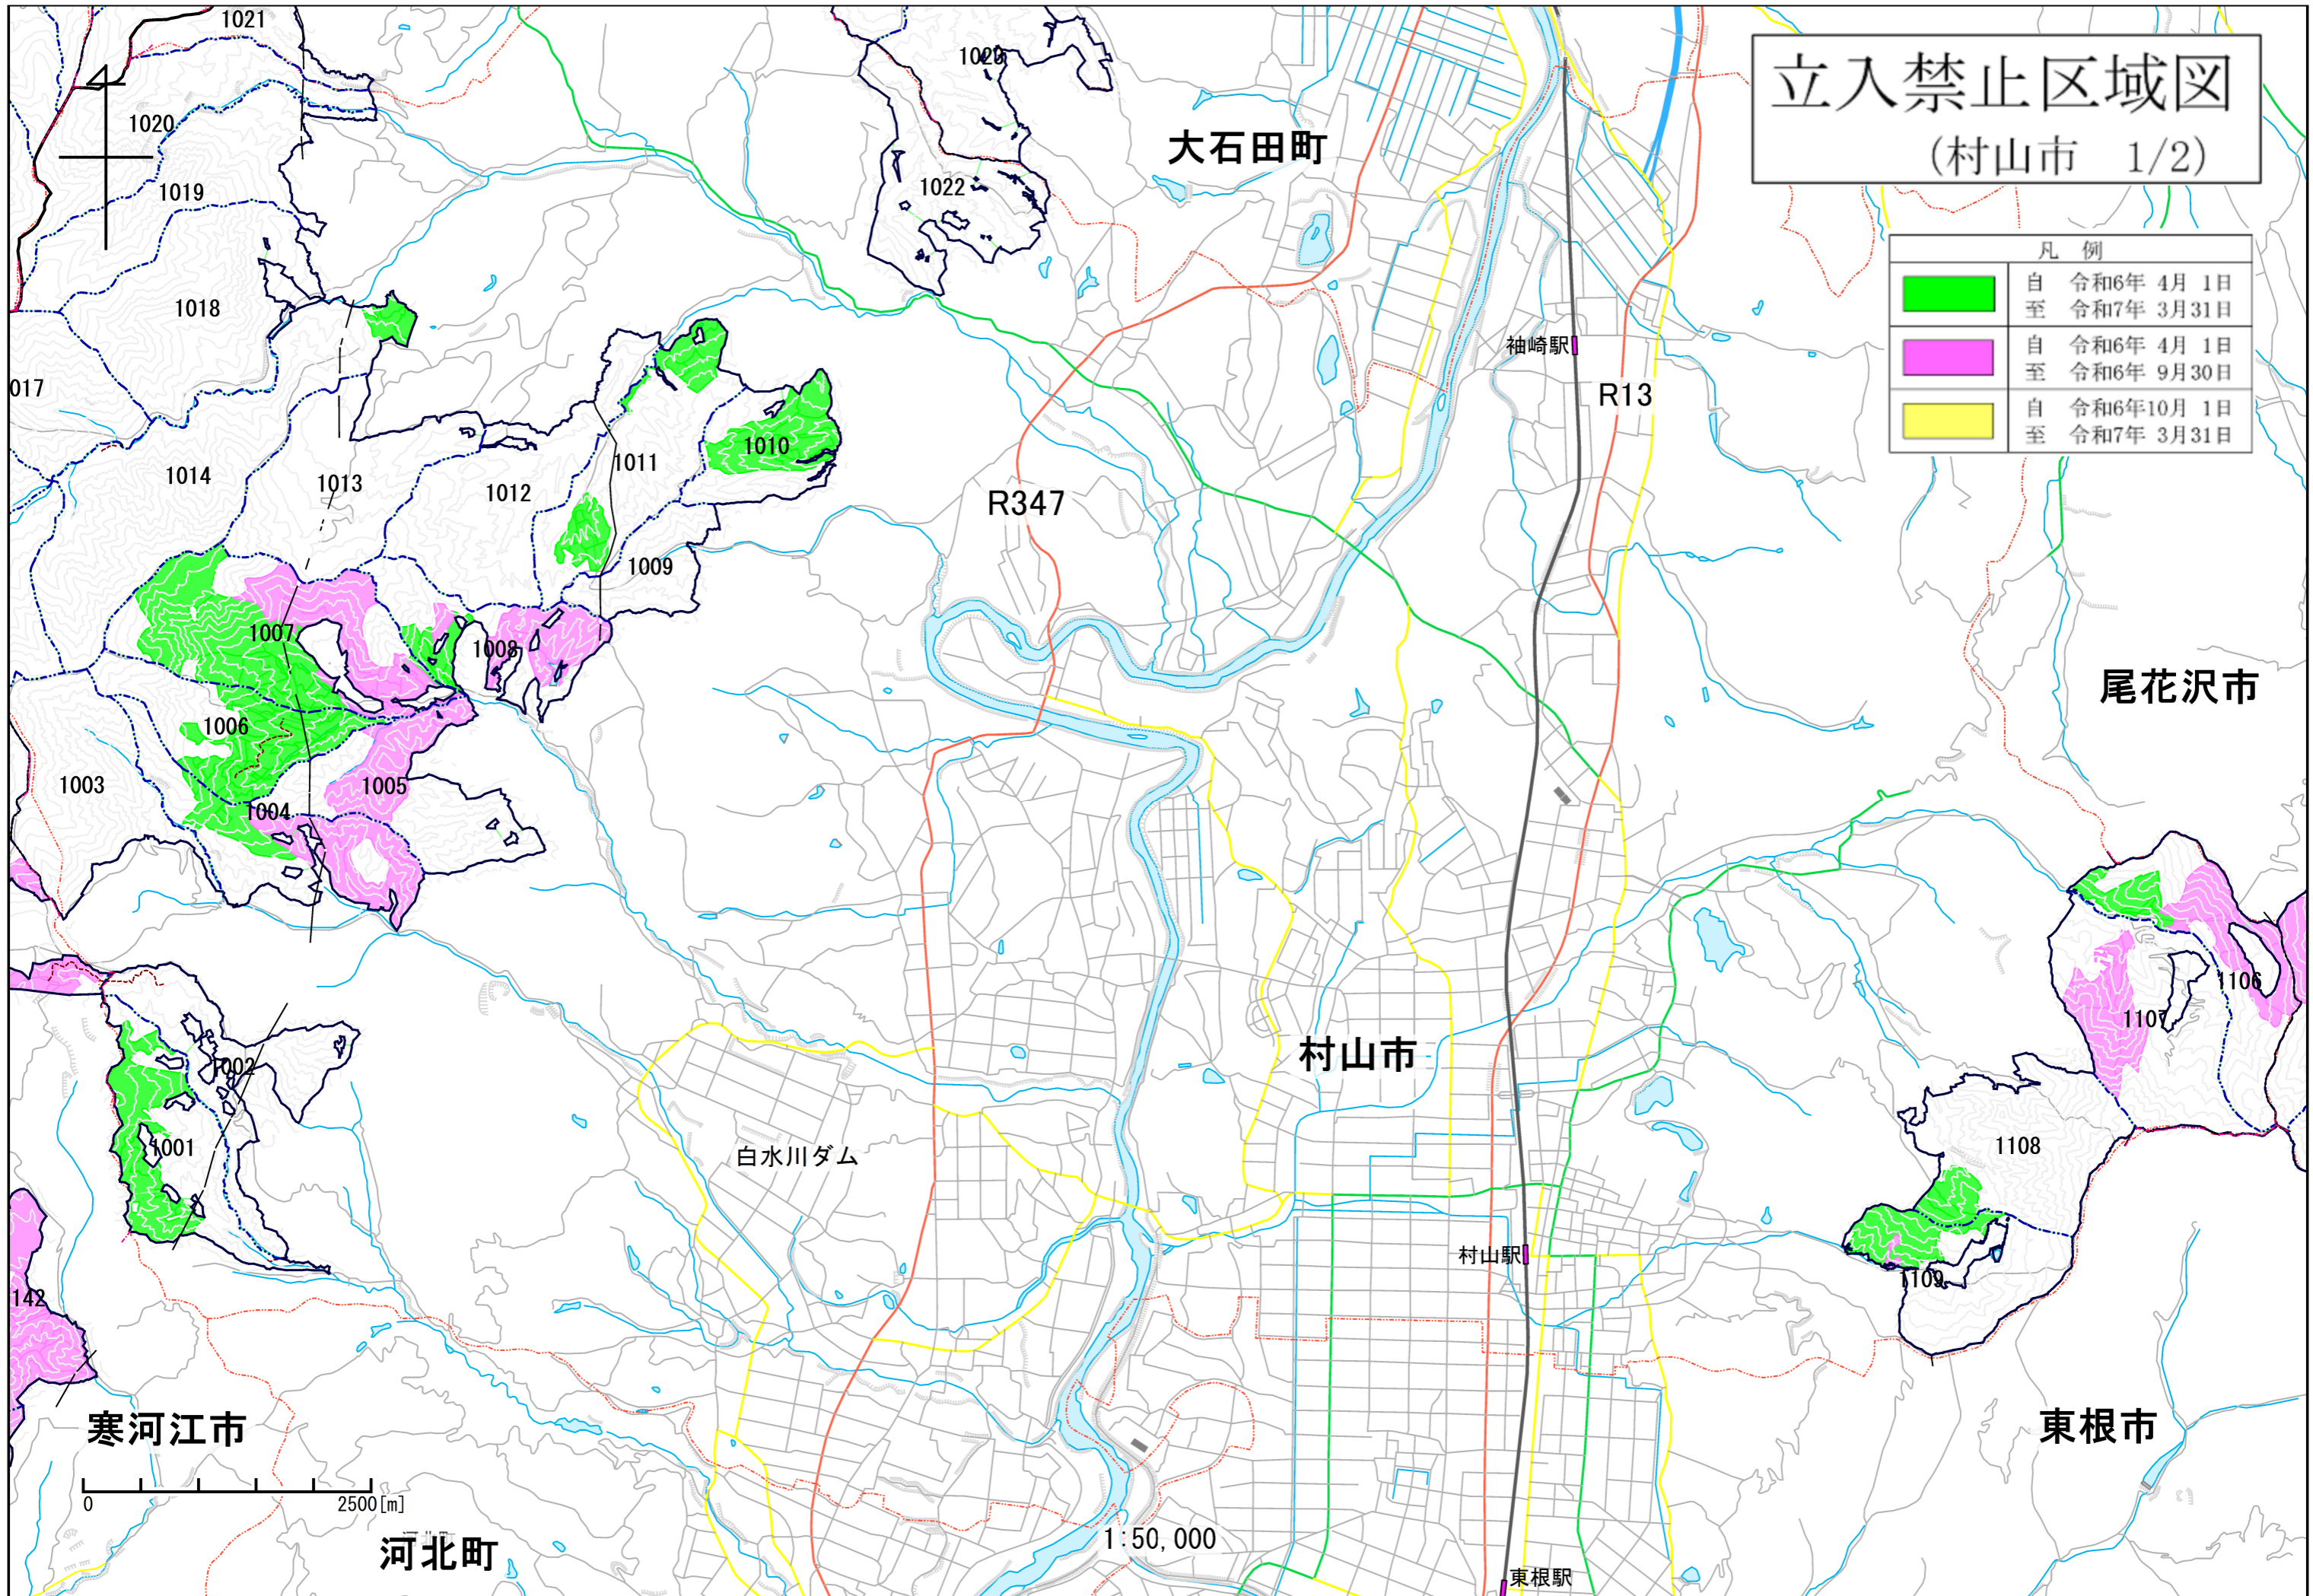 立入禁止区域図
(村山市 1/2)
凡 例
自 令和6年 4月 1日
至 令和7年 3月31日
自 令和6年 4月 1日
至 令和6年 9月30日
自 令和6年10月 1日
至 令和7年 3月31日
1021
1023
1020
大石田町
1019
1022
1018
袖崎駅
017
R13
1010
1011
1014
1013
1012
R347
1009
1007
1008
尾花沢市
1006
1003
1005
1004
1106
1107
村山市
1002
1001
白水川ダム
1108
村山駅
1109
142
寒河江市
東根市
0 2500[m]
河北町
河北町
1:50,000
東根駅